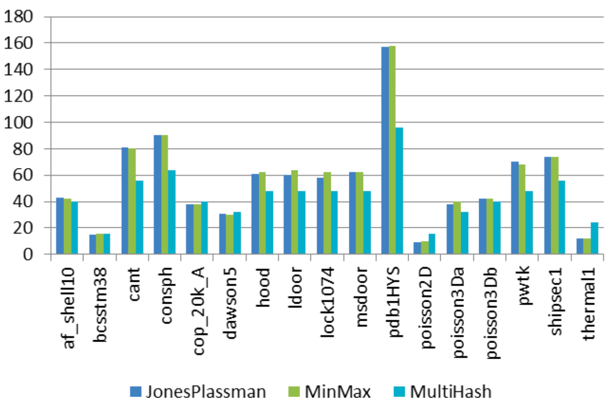 180
160
140
120
100
80
60
40
20
0
af_shell10
bcsstm38
cant
consph
cop_20k_A
dawson5
hood
ldoor
lock1074
msdoor
pdb1HYS
poisson2D
poisson3Da
poisson3Db
pwtk
shipsec1
thermal1
JonesPlassman MinMax MultiHash